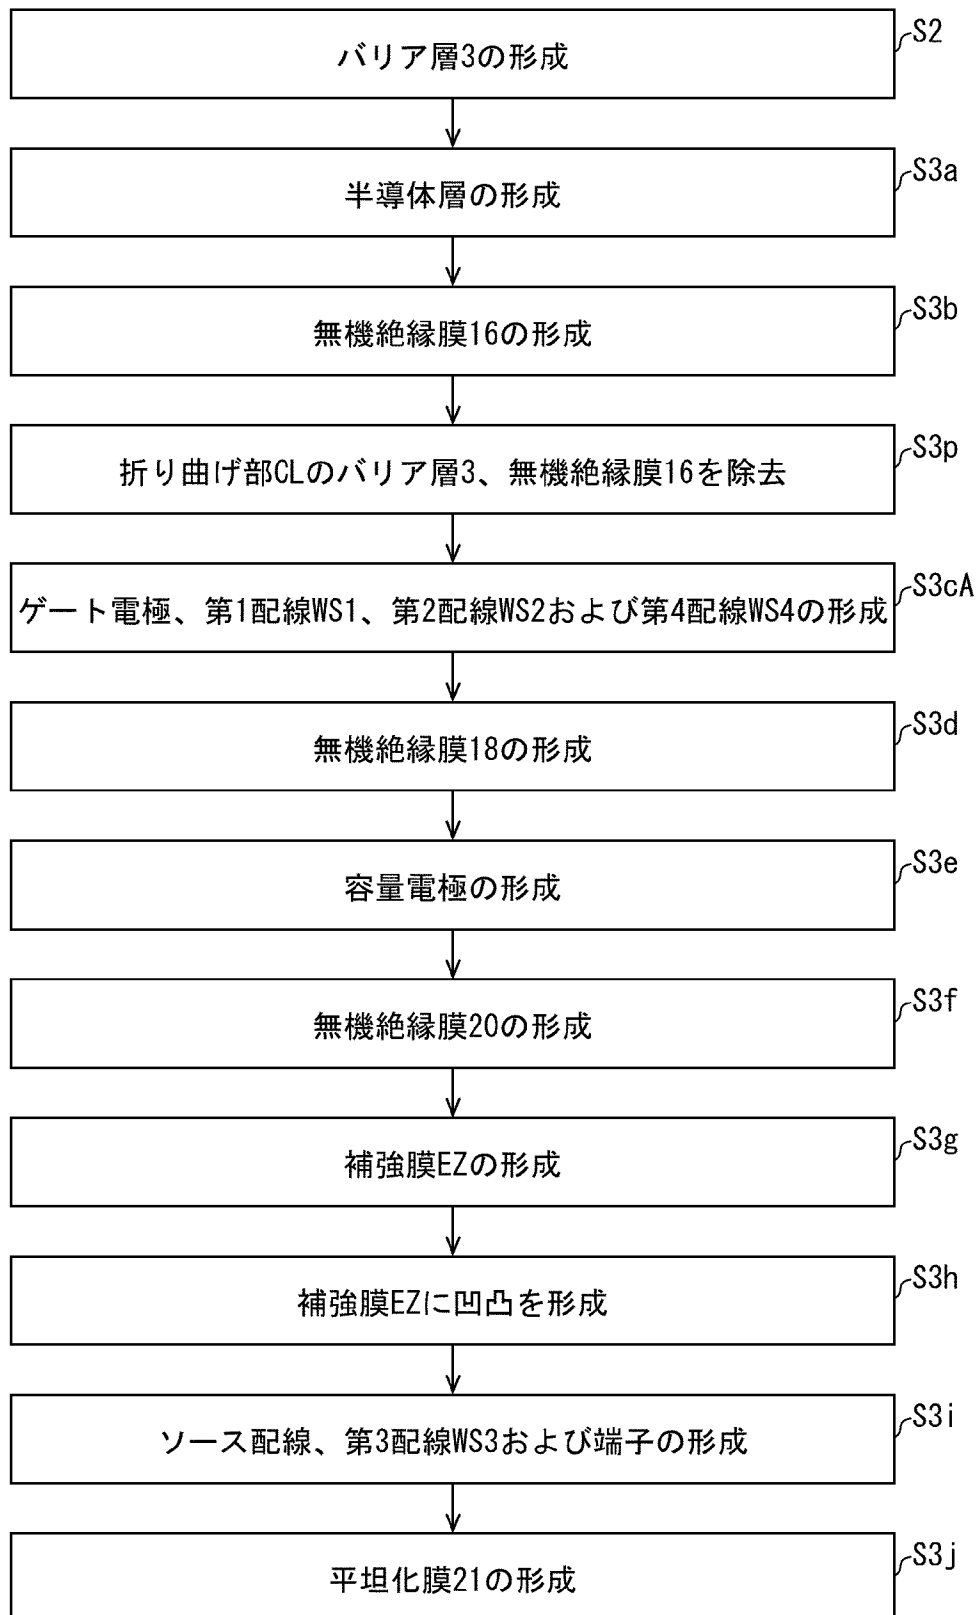 S2
バリア層3の形成
S3a
半導体層の形成
S3b
無機絶縁膜16の形成
S3p
折り曲げ部CLのバリア層3、無機絶縁膜16を除去
S3cA
ゲート電極、第1配線WS1、第2配線WS2および第4配線WS4の形成
S3d
無機絶縁膜18の形成
S3e
容量電極の形成
S3f
無機絶縁膜20の形成
S3g
補強膜EZの形成
S3h
補強膜EZに凹凸を形成
S3i
ソース配線、第3配線WS3および端子の形成
S3j
平坦化膜21の形成